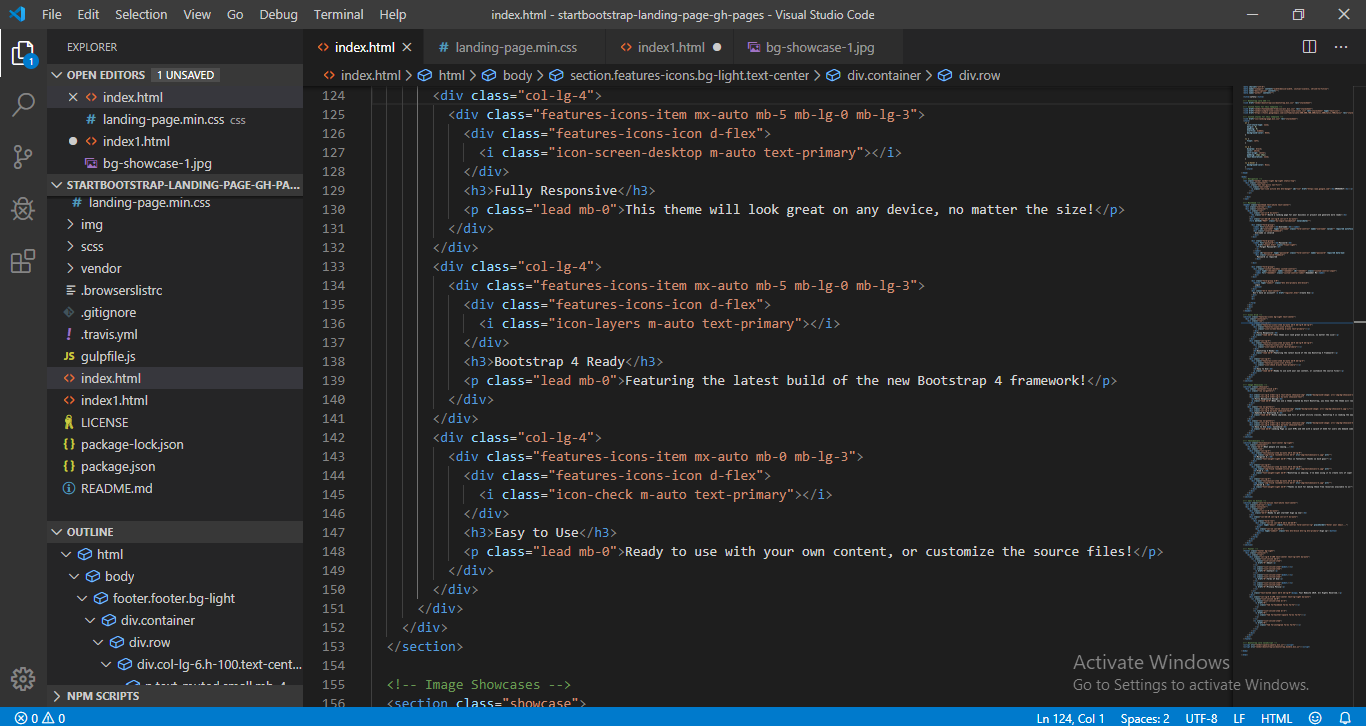 File Edit Selection View Go Debug Terminal Help index.html - startbootstrap-landing-page-gh-pages - Visual Studio Code
EXPLORER
OPEN EDITORS 1 UNSAVED
index.html
landing-page.min.css css
index1.html
bg-showcase-1.jpg
STARTBOOTSTRAP-LANDING-PAGE-GH-PA...
landing-page.min.css
img
scss
vendor
.browserslistrc
.gitignore
.travis.yml
gulpfile.js
index.html
index1.html
LICENSE
package-lock.json
package.json
README.md
OUTLINE
html
body
footer.footer.bg-light
div.container
div.row
div.col-lg-6.h-100.text-cent...
p.text-muted.small.mb-4...
NPM SCRIPTS
index.html landing-page.min.css index1.html bg-showcase-1.jpg
index.html > html > body > section.features-icons.bg-light.text-center > div.container > div.row
124 <div class="col-lg-4">
125 <div class="features-icons-item mx-auto mb-5 mb-lg-0 mb-lg-3">
126 <div class="features-icons-icon d-flex">
127 <i class="icon-screen-desktop m-auto text-primary"></i>
128 </div>
129 <h3>Fully Responsive</h3>
130 <p class="lead mb-0">This theme will look great on any device, no matter the size!</p>
131 </div>
132 </div>
133 <div class="col-lg-4">
134 <div class="features-icons-item mx-auto mb-5 mb-lg-0 mb-lg-3">
135 <div class="features-icons-icon d-flex">
136 <i class="icon-layers m-auto text-primary"></i>
137 </div>
138 <h3>Bootstrap 4 Ready</h3>
139 <p class="lead mb-0">Featuring the latest build of the new Bootstrap 4 framework!</p>
140 </div>
141 </div>
142 <div class="col-lg-4">
143 <div class="features-icons-item mx-auto mb-0 mb-lg-3">
144 <div class="features-icons-icon d-flex">
145 <i class="icon-check m-auto text-primary"></i>
146 </div>
147 <h3>Easy to Use</h3>
148 <p class="lead mb-0">Ready to use with your own content, or customize the source files!</p>
149 </div>
150 </div>
151 </div>
152 </div>
153 </section>
154
155 <!-- Image Showcases -->
156 <section class="showcase">
Activate Windows
Go to Settings to activate Windows.
0 0 Ln 124, Col 1 Spaces: 2 UTF-8 LF HTML